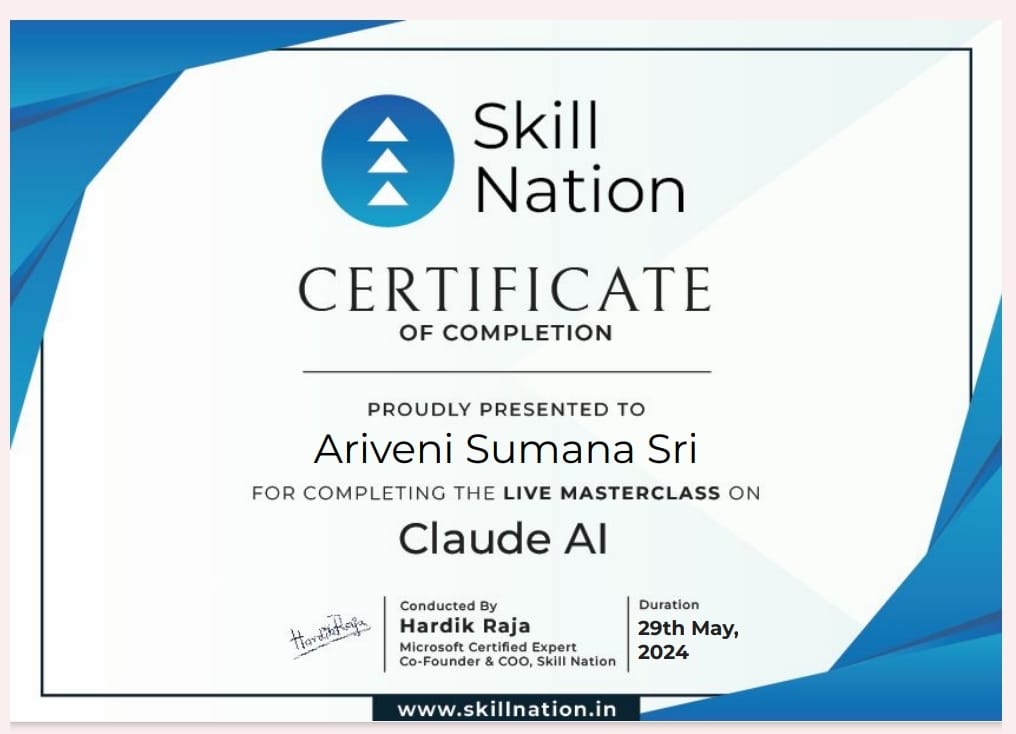 Skill
Nation
CERTIFICATE
OF COMPLETION
PROUDLY PRESENTED TO
Ariveni Sumana Sri
FOR COMPLETING THE LIVE MASTERCLASS ON
Claude AI
HardikRaja
Conducted By
Hardik Raja
Microsoft Certified Expert
Co-Founder & COO, Skill Nation
Duration
29th May,
2024
www.skillnation.in